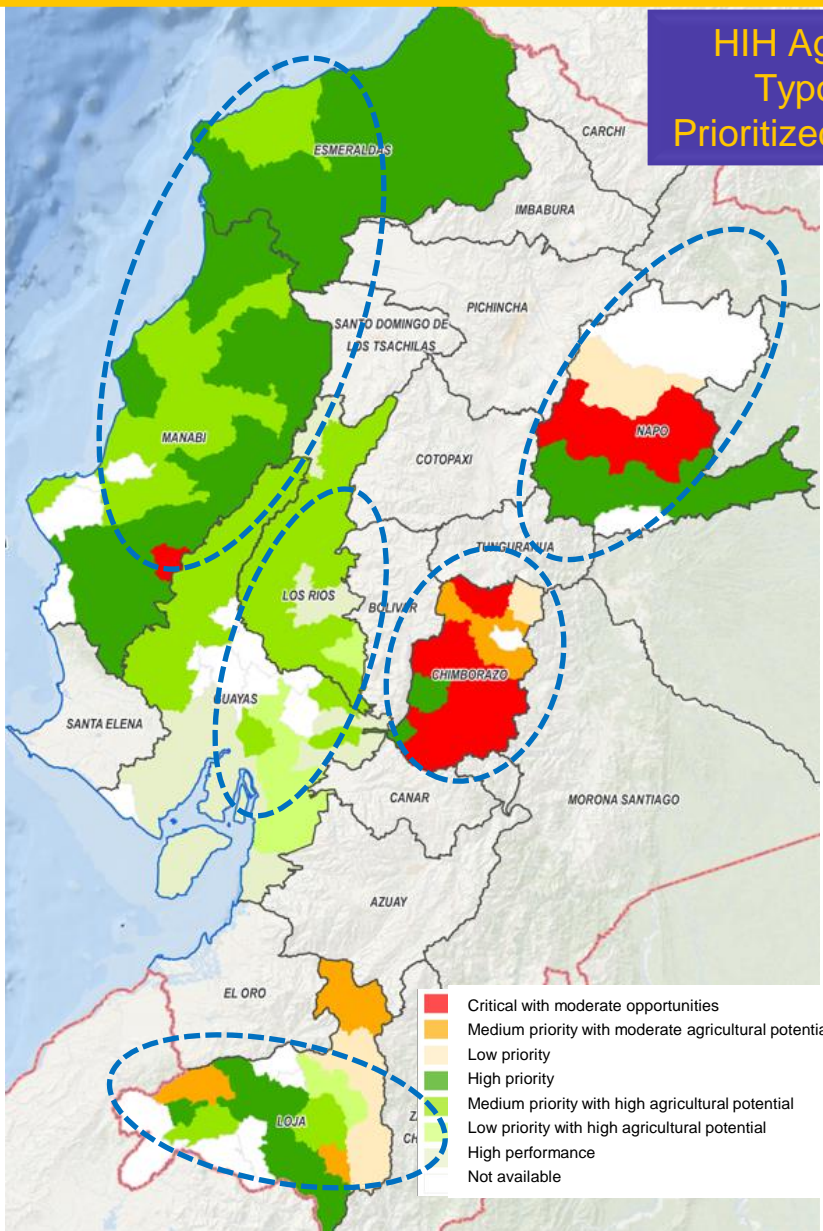 HIH Ag
Typo
Prioritized
CARCHI
ESMERALDAS
IMBABURA
PICHINCHA
SANTO DOMINGO DE
LOS TSACHILAS
NAPO
MANABI
COTOPAXI
TUNGURAHUA
LOS RIOS
BOLIVAR
CHIMBORAZO
GUAYAS
SANTA ELENA
CANAR
MORONA SANTIAGO
AZUAY
EL ORO
LOJA
Z
CH
Critical with moderate opportunities
Medium priority with moderate agricultural potentia
Low priority
High priority
Medium priority with high agricultural potential
Low priority with high agricultural potential
High performance
Not available